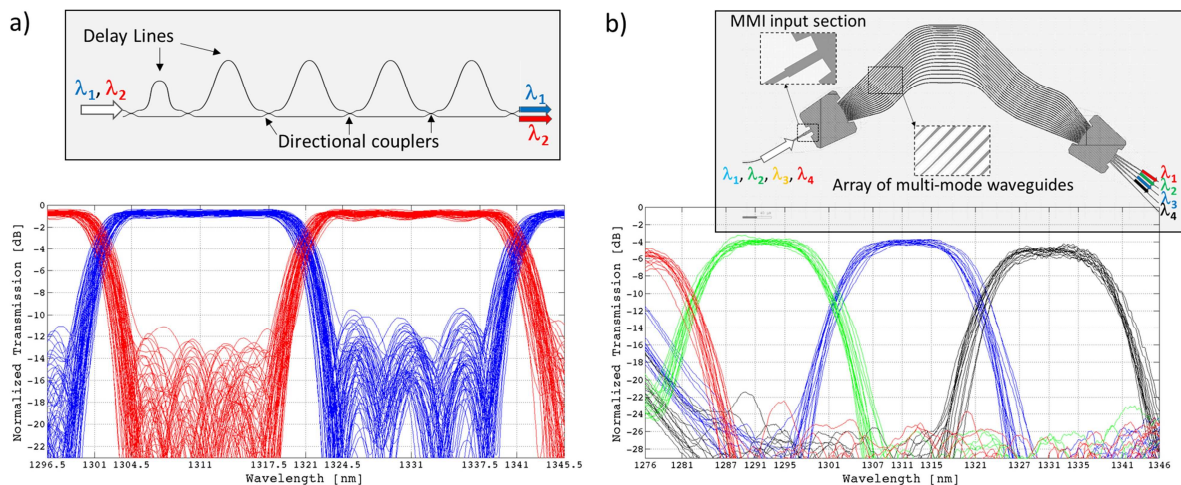 a)
Delay Lines
λ1, λ2
λ1
λ2
Directional couplers
Normalized Transmission [dB]
0
−2
−4
−6
−8
−10
−12
−14
−16
−18
−20
−22
1296.5 1301 1304.5 1311 1317.5 1321 1324.5 1331 1337.5 1341 1345.5
Wavelength [nm]
b)
MMI input section
λ1, λ2, λ3, λ4
Array of multi-mode waveguides
λ1
λ2
λ3
λ4
Normalized Transmission [dB]
0
−2
−4
−6
−8
−10
−12
−14
−16
−18
−20
−22
−24
−26
−28
1276 1281 1287 1291 1295 1301 1307 1311 1315 1321 1327 1331 1335 1341 1346
Wavelength [nm]